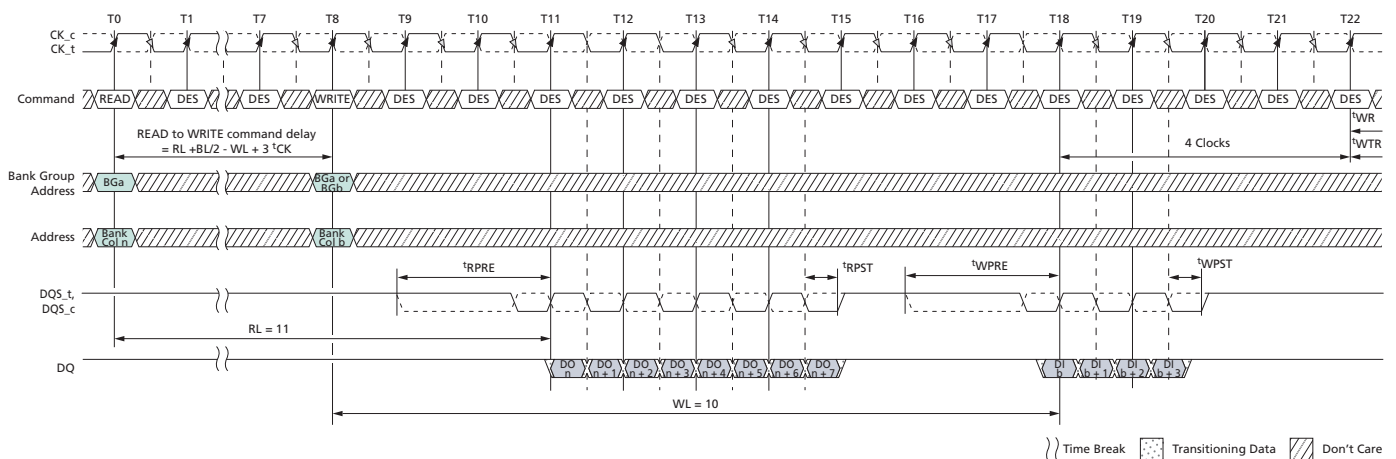 T0 T1 T7 T8 T9 T10 T11 T12 T13 T14 T15 T16 T17 T18 T19 T20 T21 T22
CK_c
CK_t
Command READ DES DES WRITE DES DES DES DES DES DES DES DES DES DES DES DES DES DES
READ to WRITE command delay
= RL +BL/2 - WL + 3 tCK
tWR
4 Clocks tWTR
Bank Group
Address
BGa
BGa or
BGb
Address
Bank
Col n
Bank
Col b
tRPRE tRPST tWPRE tWPST
DQS_t,
DQS_c
RL = 11
DQ
DO
n
DO
n + 1
DO
n + 2
DO
n + 3
DO
n + 4
DO
n + 5
DO
n + 6
DO
n + 7
DI
b
DI
b + 1
DI
b + 2
DI
b + 3
WL = 10
Time Break Transitioning Data Don't Care